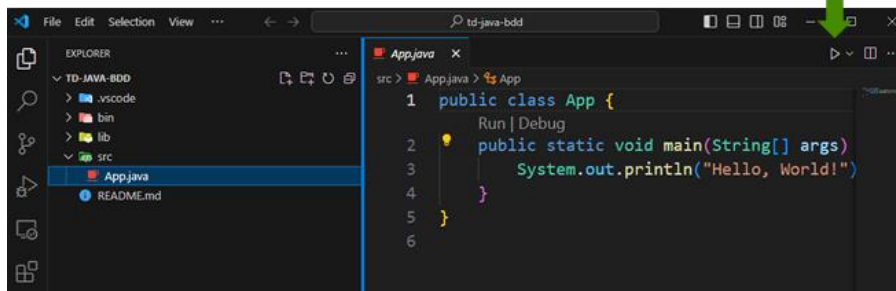 File Edit Selection View ··· td-java-bdd
EXPLORER ···
TD-JAVA-BDD
.vscode
bin
lib
src
App.java
README.md
App.java
src > App.java > App
1 public class App {
Run | Debug
2 public static void main(String[] args)
3 System.out.println("Hello, World!")
4 }
5 }
6